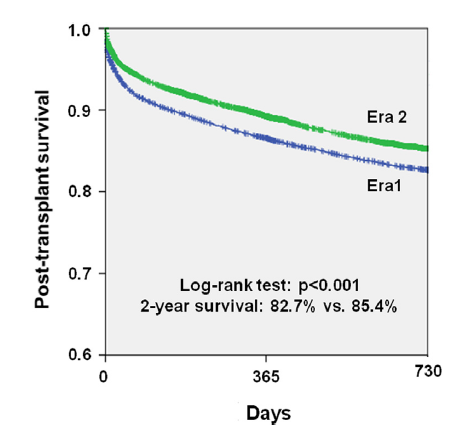 1.0
0.9
0.8
0.7
0.6
Post-transplant survival
Era 2
Era1
Log-rank test: p<0.001
2-year survival: 82.7% vs. 85.4%
0
365
730
Days